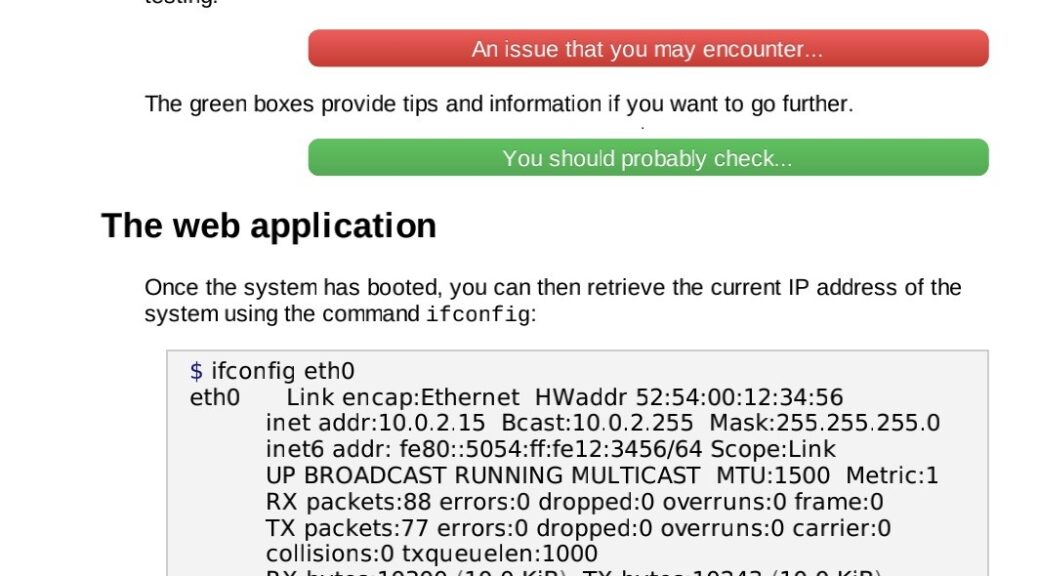 An issue that you may encounter...
The green boxes provide tips and information if you want to go further.
You should probably check...
The web application
Once the system has booted, you can then retrieve the current IP address of the
system using the command ifconfig:
$ ifconfig eth0
eth0 Link encap:Ethernet HWaddr 52:54:00:12:34:56
inet addr:10.0.2.15 Bcast:10.0.2.255 Mask:255.255.255.0
inet6 addr: fe80::5054:ff:fe12:3456/64 Scope:Link
UP BROADCAST RUNNING MULTICAST MTU:1500 Metric:1
RX packets:88 errors:0 dropped:0 overruns:0 frame:0
TX packets:77 errors:0 dropped:0 overruns:0 carrier:0
collisions:0 txqueuelen:1000